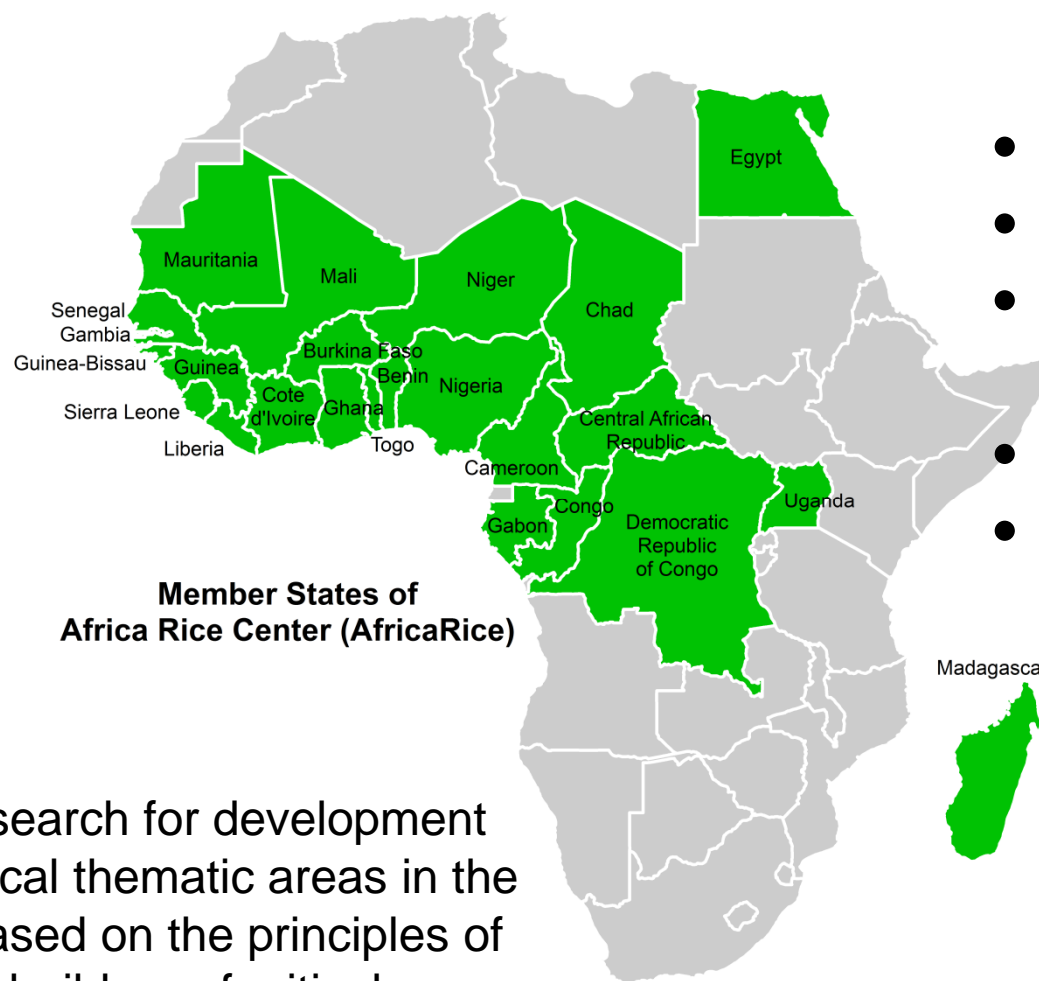 Egypt
Mauritania
Mali
Niger
Chad
Senegal
Gambia
Guinea-Bissau
Guinea
Burkina Faso
Benin
Nigeria
Sierra Leone
Cote
d'Ivoire
Ghana
Central African
Republic
Liberia
Togo
Cameroon
Uganda
Congo
Gabon
Democratic
Republic
of Congo
Member States of
Africa Rice Center (AfricaRice)
Madagasca
search for development
ical thematic areas in the
ased on the principles of